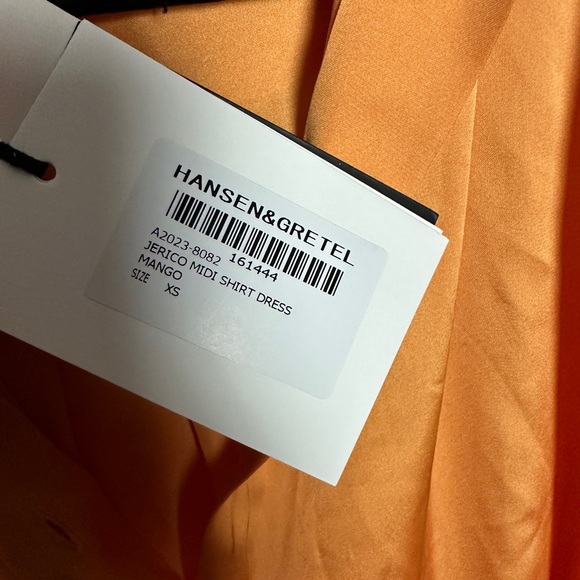 HANSEN&GRETEL
A2023-8082 161444
JERICO MIDI SHIRT DRESS
MANGO
SIZE XS